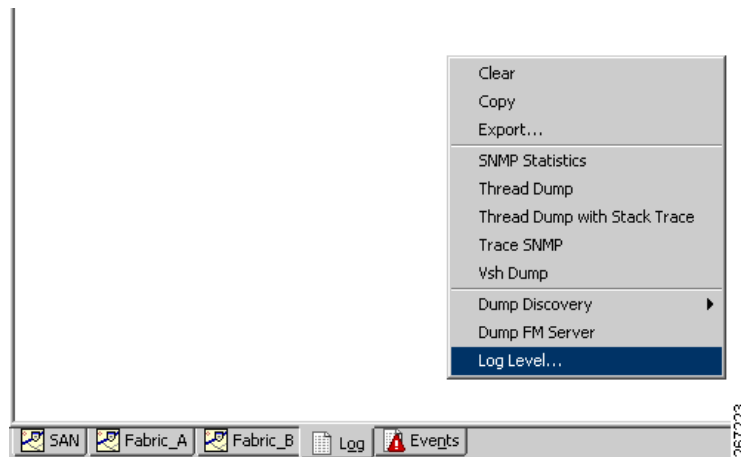 Clear
Copy
Export...
SNMP Statistics
Thread Dump
Thread Dump with Stack Trace
Trace SNMP
Vsh Dump
Dump Discovery
Dump FM Server
Log Level...
SAN Fabric_A Fabric_B Log Events
267223